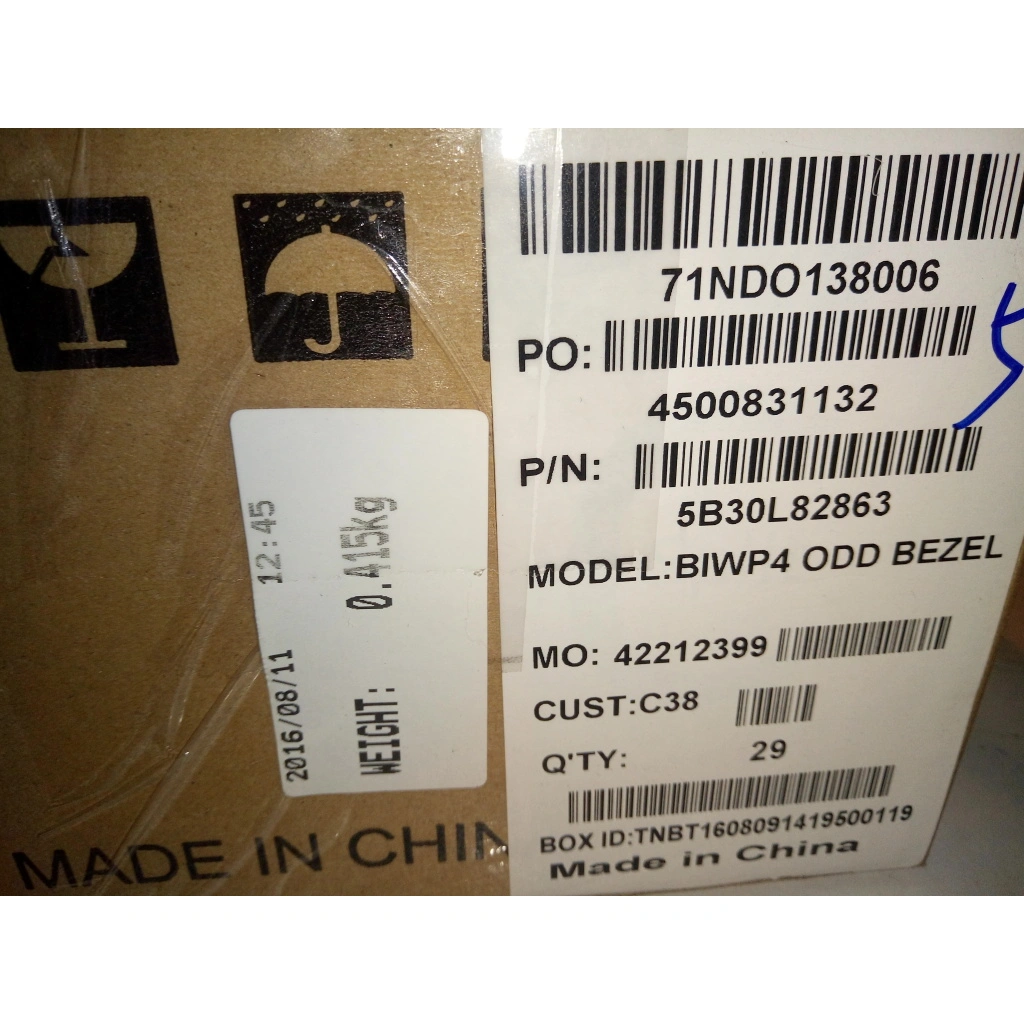 71NDO138006
PO:
4500831132
P/N:
5B30L82863
MODEL:BIWP4 ODD BEZEL
MO: 42212399
CUST:C38
Q'TY: 29
BOX ID:TNBT1608091419500119
Made in China
2016/08/11 12:45
WEIGHT: 0.415kg
MADE IN CHIN